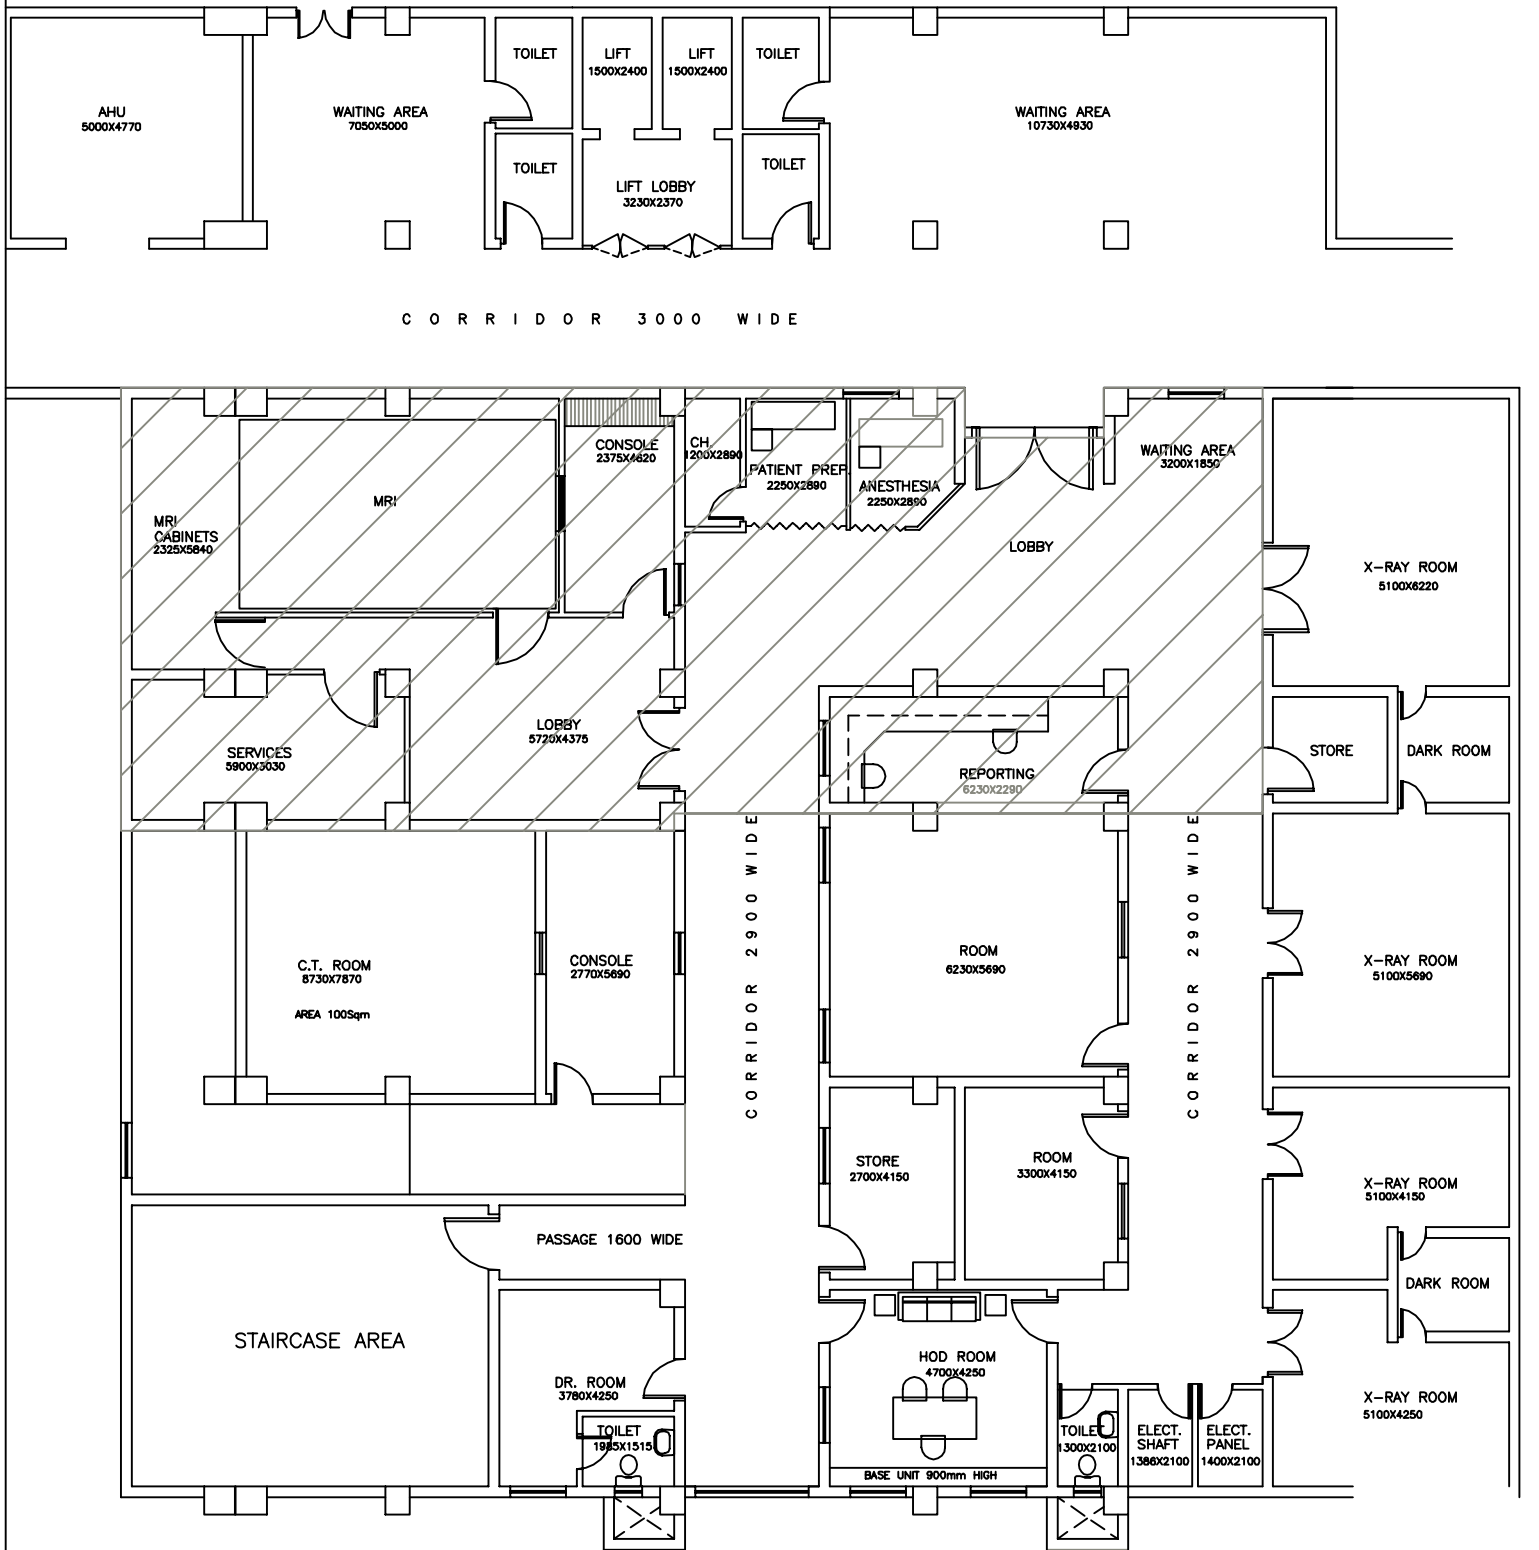 TOILET
LIFT
1500X2400
LIFT
1500X2400
TOILET
AHU
5000X4770
WAITING AREA
7050X5000
WAITING AREA
10730X4930
TOILET
LIFT LOBBY
3230X2370
TOILET
CORRIDOR 3000 WIDE
CONSOLE
2375X4620
CH.
1200X2890
PATIENT PREP.
2250X2890
ANESTHESIA
2250X2890
WAITING AREA
3200X1850
MRI
MRI
CABINETS
2325X5840
LOBBY
X-RAY ROOM
5100X6220
SERVICES
5900X3030
LOBBY
5720X4375
REPORTING
6230X2290
STORE
DARK ROOM
C.T. ROOM
8730X7870
AREA 100Sqm
CONSOLE
2770X5690
CORRIDOR 2900 WIDE
ROOM
6230X5690
CORRIDOR 2900 WIDE
X-RAY ROOM
5100X5690
STORE
2700X4150
ROOM
3300X4150
X-RAY ROOM
5100X4150
PASSAGE 1600 WIDE
DARK ROOM
STAIRCASE AREA
DR. ROOM
3780X4250
TOILET
1985X1515
HOD ROOM
4700X4250
BASE UNIT 900mm HIGH
TOILET
1300X2100
ELECT.
SHAFT
1386X2100
ELECT.
PANEL
1400X2100
X-RAY ROOM
5100X4250